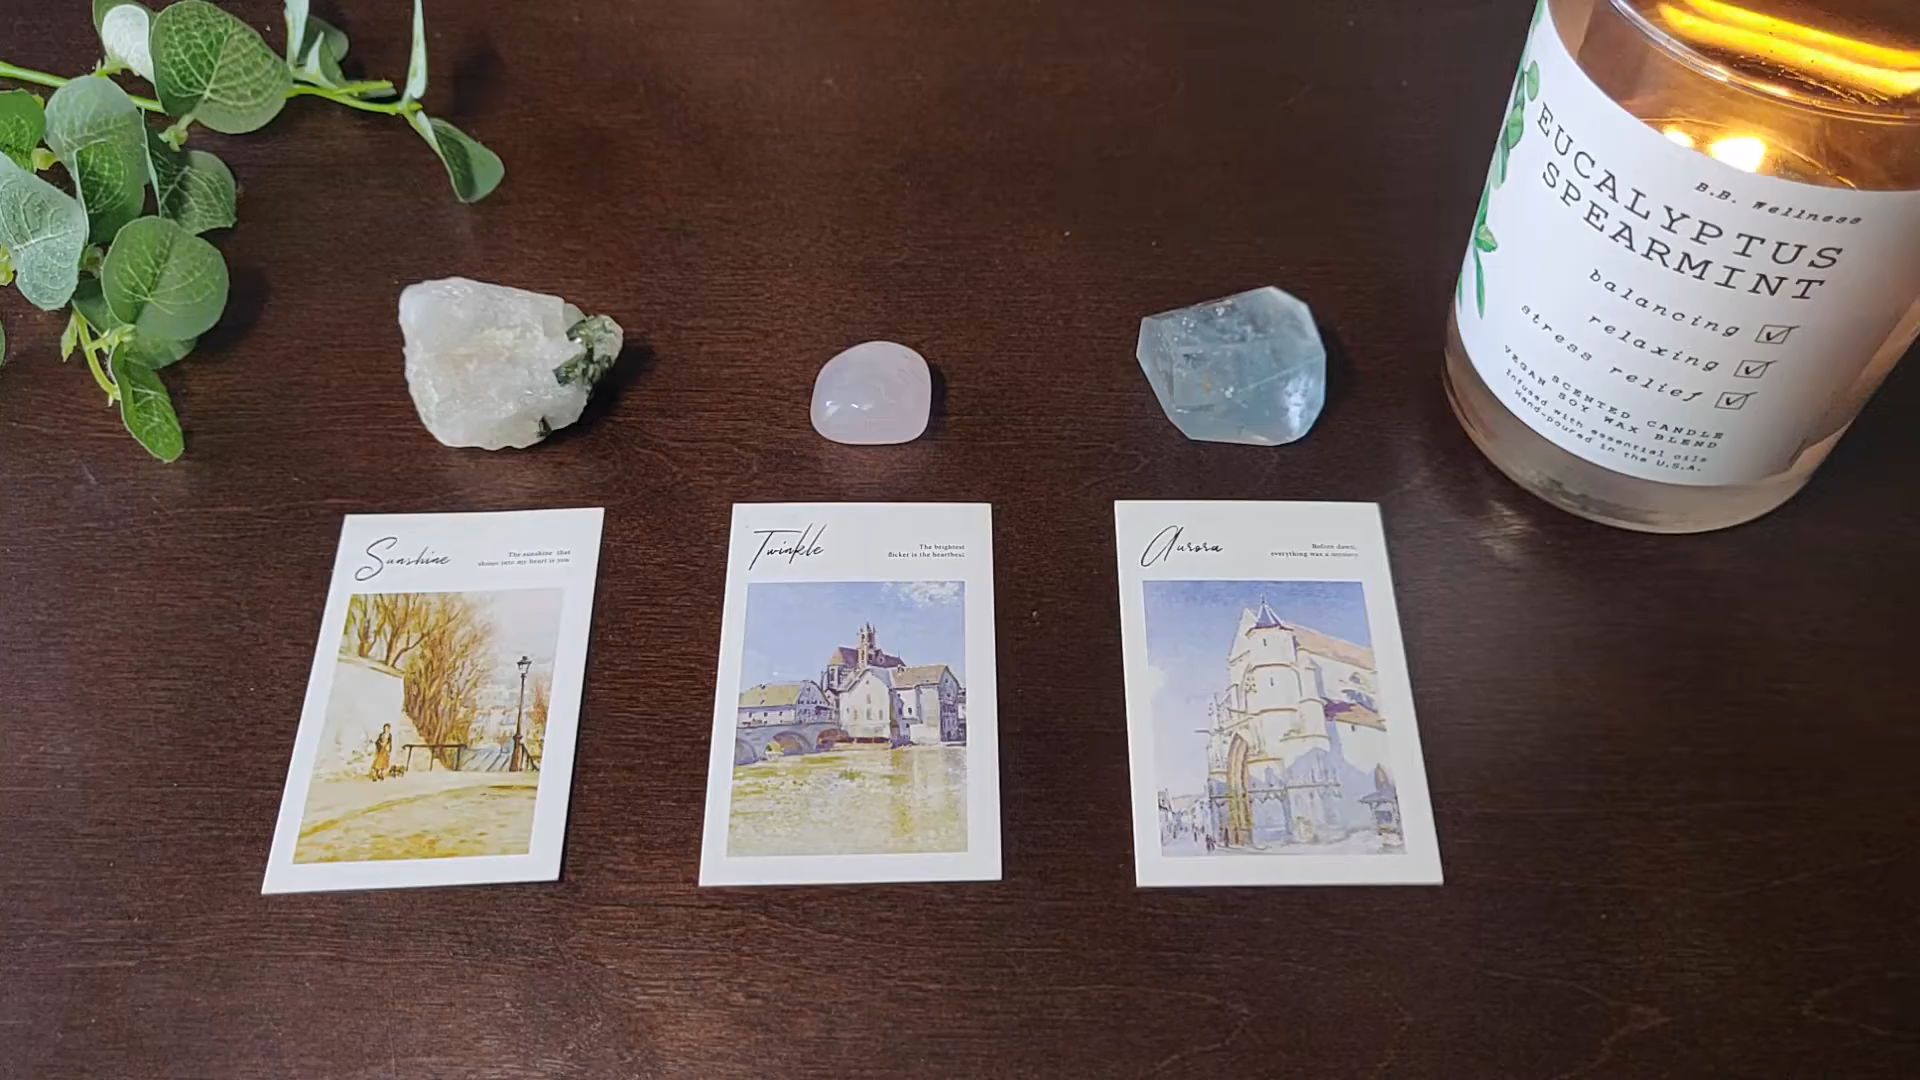 B.B. Wellness
EUCALYPTUS
SPEARMINT
balancing
relaxing
stress relief
VEGAN SCENTED CANDLE
SOY WAX BLEND
Infused with essential oils
Hand-poured in the U.S.A.
Sunshine
The sunshine that
shines into my heart is you
Twinkle
The brightest
flicker is the heartbeat
Aurora
Before dawn,
everything was a mystery